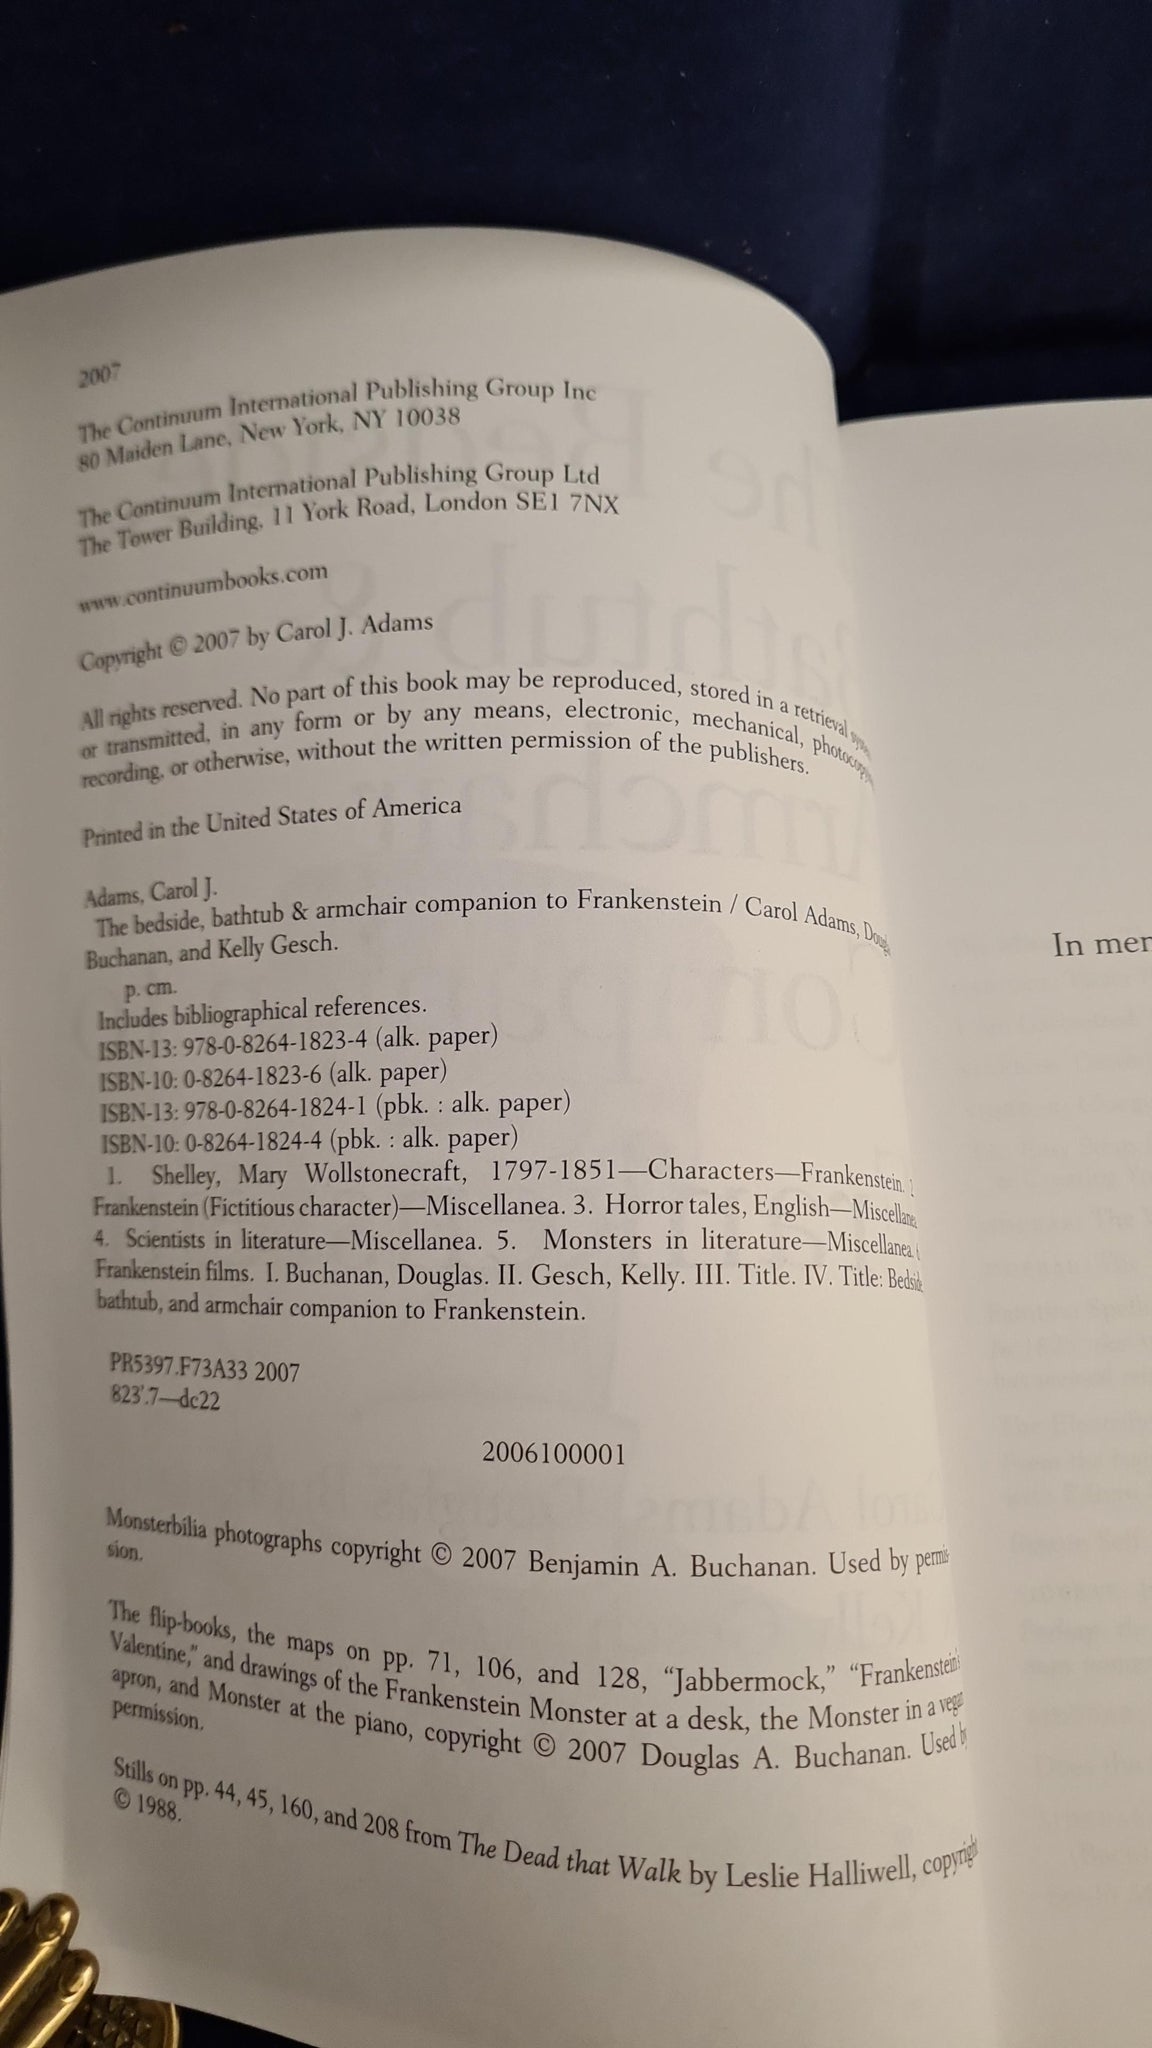 2007
The Continuum International Publishing Group Inc
80 Maiden Lane, New York, NY 10038
The Continuum International Publishing Group Ltd
The Tower Building, 11 York Road, London SE1 7NX
www.continuumbooks.com
Copyright © 2007 by Carol J. Adams
All rights reserved. No part of this book may be reproduced, stored in a retrieval system
or transmitted, in any form or by any means, electronic, mechanical,
recording, or otherwise, without the written permission of the publishers.
Printed in the United States of America
Adams, Carol J.
The bedside, bathtub & armchair companion to Frankenstein / Carol Adams,
Buchanan, and Kelly Gesch.
p. cm.
Includes bibliographical references.
ISBN-13: 978-0-8264-1823-4 (alk. paper)
ISBN-10: 0-8264-1823-6 (alk. paper)
ISBN-13: 978-0-8264-1824-1 (pbk. : alk. paper)
ISBN-10: 0-8264-1824-4 (pbk. : alk. paper)
1. Shelley, Mary Wollstonecraft, 1797-1851—Characters—Frankenstein.
Frankenstein (Fictitious character)—Miscellanea. 3. Horror tales, English—Miscellanea
4. Scientists in literature—Miscellanea. 5. Monsters in literature—Miscellanea.
Frankenstein films. I. Buchanan, Douglas. II. Gesch, Kelly. III. Title. IV. Title: Bedside
bathtub, and armchair companion to Frankenstein.
PR5397.F73A33 2007
823'.7—dc22
2006100001
Monsterbilia photographs copyright © 2007 Benjamin A. Buchanan. Used by permis-
sion.
The flip-books, the maps on pp. 71, 106, and 128, “Jabbermock,” “Frankenstein's
Valentine,” and drawings of the Frankenstein Monster at a desk, the Monster in a vegan
apron, and Monster at the piano, copyright © 2007 Douglas A. Buchanan. Used by
permission.
Stills on pp. 44, 45, 160, and 208 from The Dead that Walk by Leslie Halliwell, copyright
© 1988.
In mem